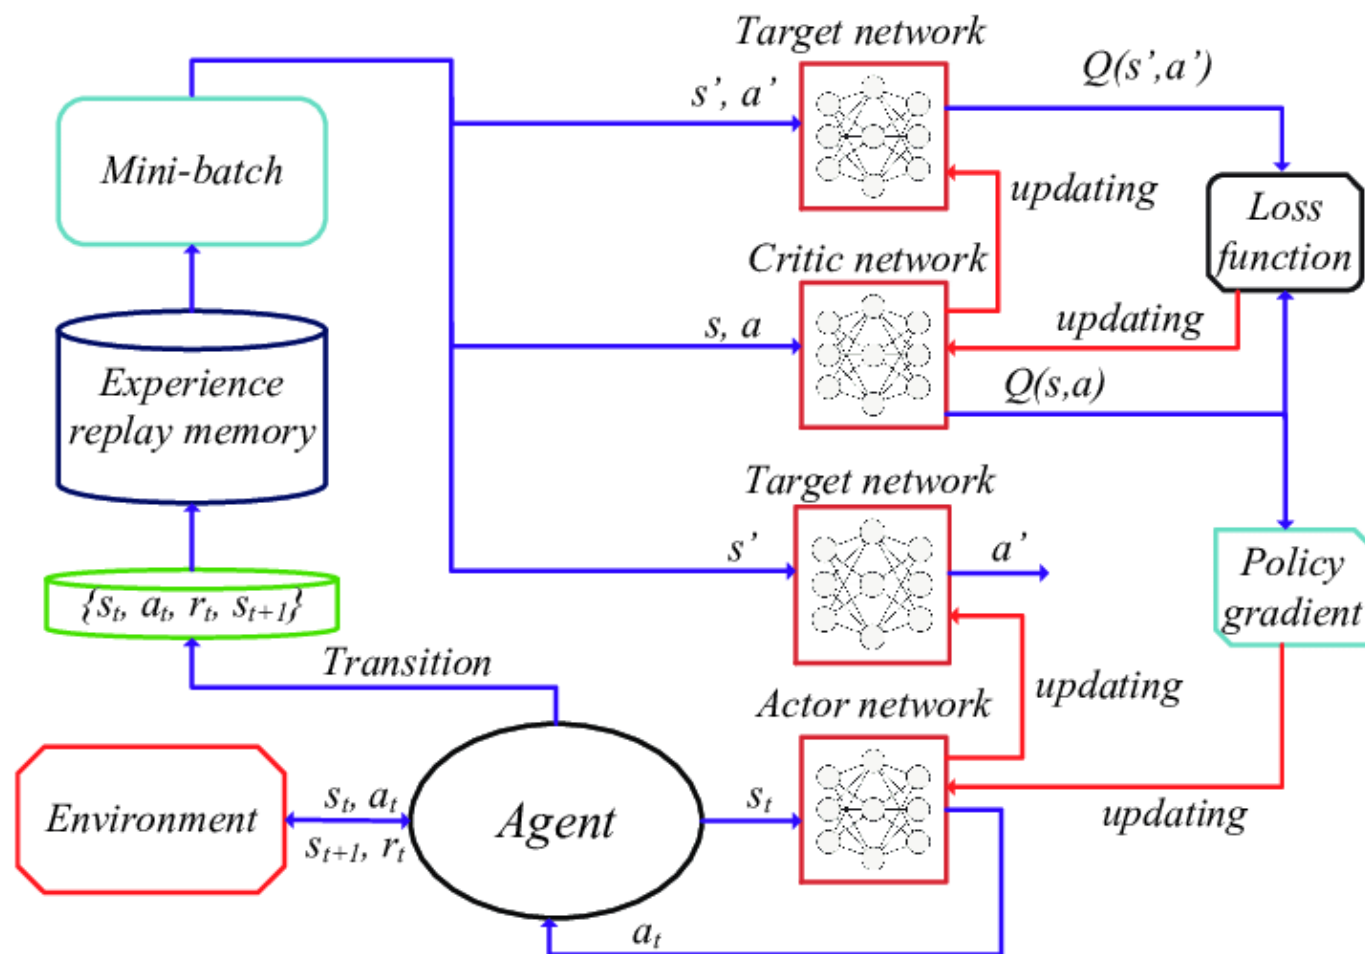 Target network
Q(s',a')
s', a'
Mini-batch
updating
Loss
function
Critic network
s, a
updating
Experience
replay memory
Q(s,a)
Target network
s'
a'
Policy
gradient
{sₜ, aₜ, rₜ, sₜ₊₁}
Transition
updating
Actor network
Environment
sₜ, aₜ
sₜ₊₁, rₜ
Agent
sₜ
updating
aₜ